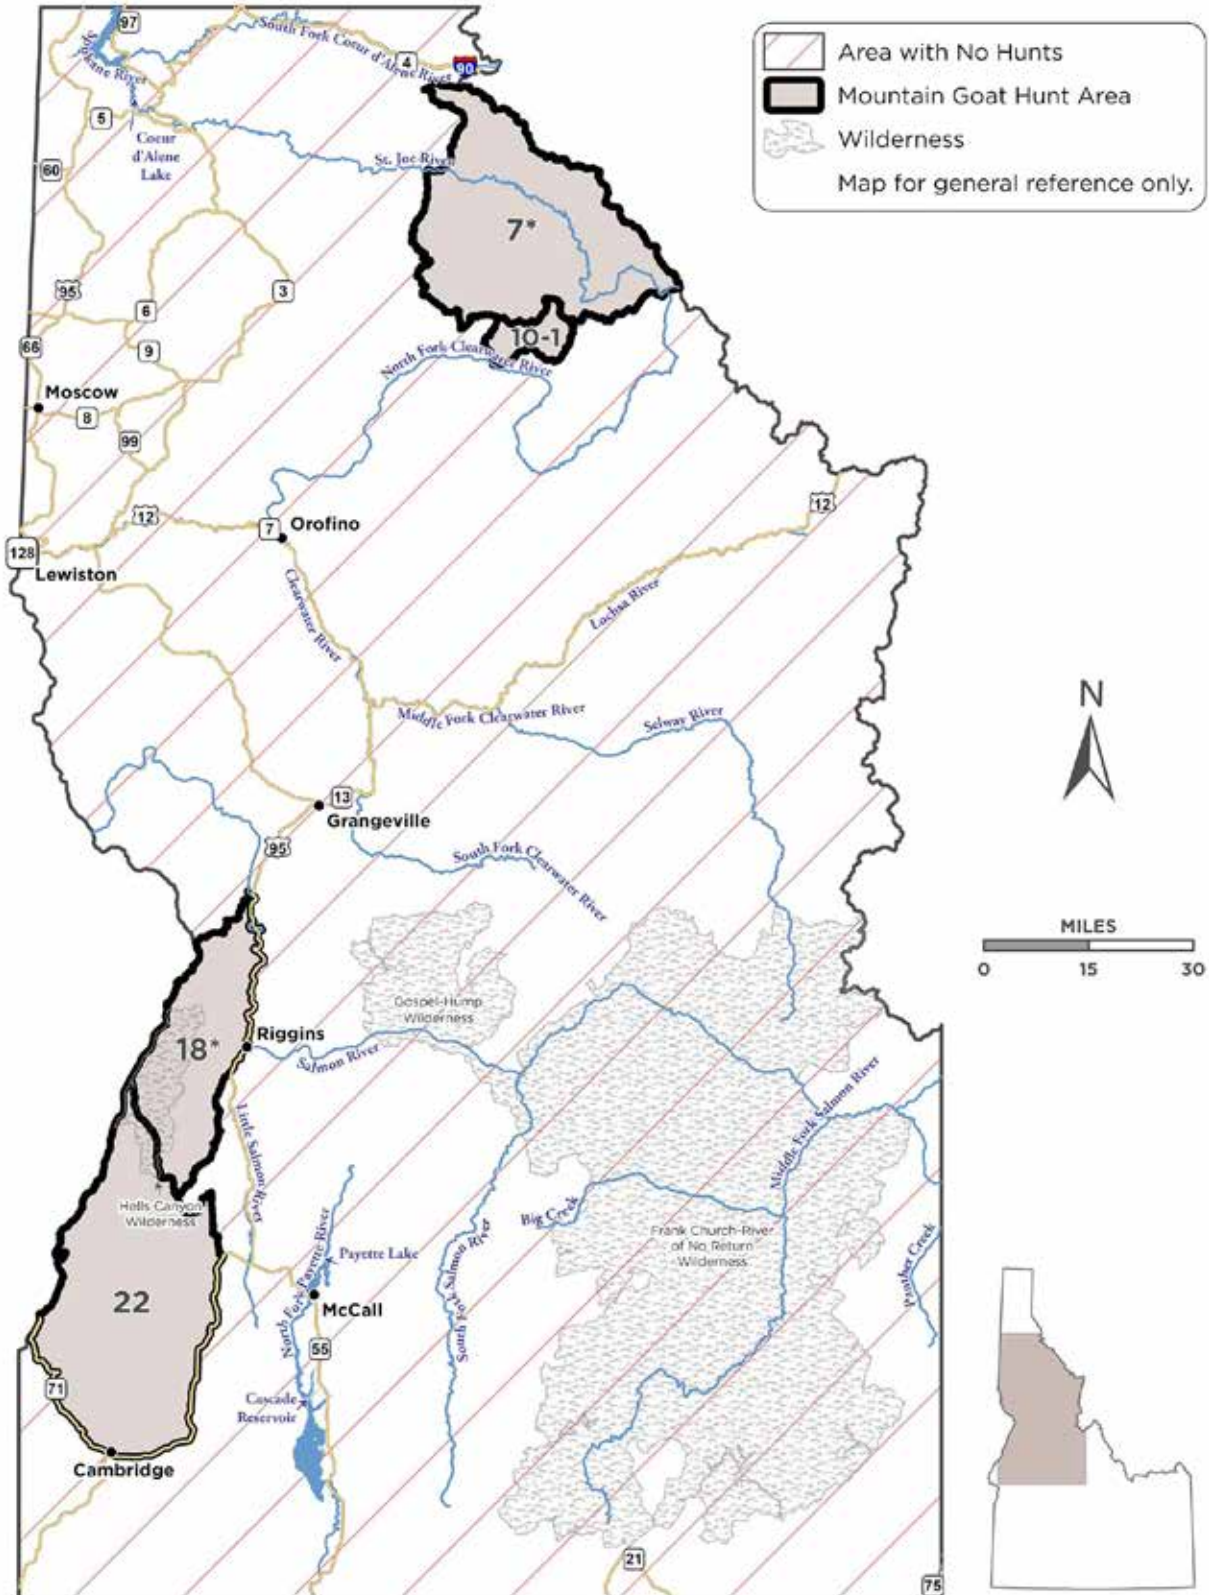 97
South Fork Coeur d'Alene River
4
90
Spokane River
Area with No Hunts
Mountain Goat Hunt Area
Wilderness
Map for general reference only.
5
Coeur
d'Alene
Lake
60
St. Joe River
7*
95
3
6
66
9
10-1
North Fork Clearwater River
Moscow
8
99
12
12
7
Orofino
128
Lewiston
Clearwater River
Lochsa River
Middle Fork Clearwater River
Selway River
N
13
Grangeville
95
South Fork Clearwater River
MILES
0 15 30
Gospel-Hump
Wilderness
18*
Riggins
Salmon River
Middle Fork Salmon River
Little Salmon River
Hells Canyon
Wilderness
Big Creek
Frank Church-River
of No Return
Wilderness
Panther Creek
North Fork Payette River
Payette Lake
South Fork Salmon River
22
McCall
55
71
Cascade
Reservoir
Cambridge
21
75